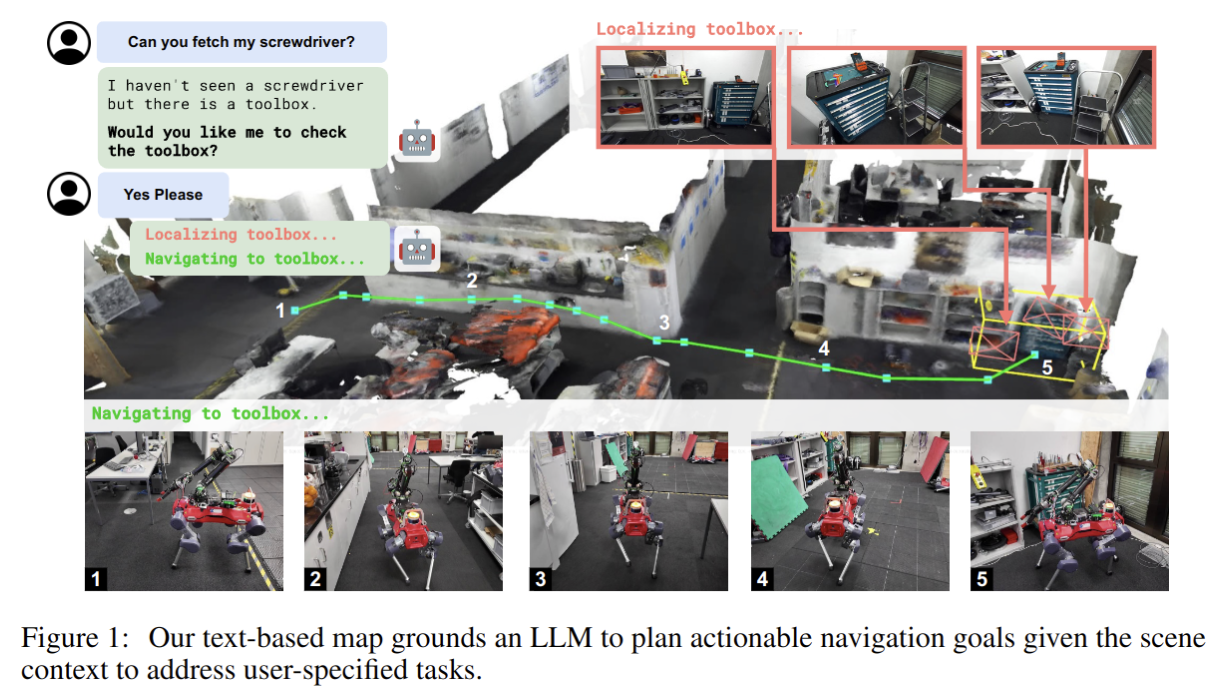 Can you fetch my screwdriver?
I haven't seen a screwdriver
but there is a toolbox.
Would you like me to check
the toolbox?
Yes Please
Localizing toolbox...
Navigating to toolbox...
Localizing toolbox...
1
2
3
4
5
Navigating to toolbox...
1
2
3
4
5
Figure 1: Our text-based map grounds an LLM to plan actionable navigation goals given the scene
context to address user-specified tasks.